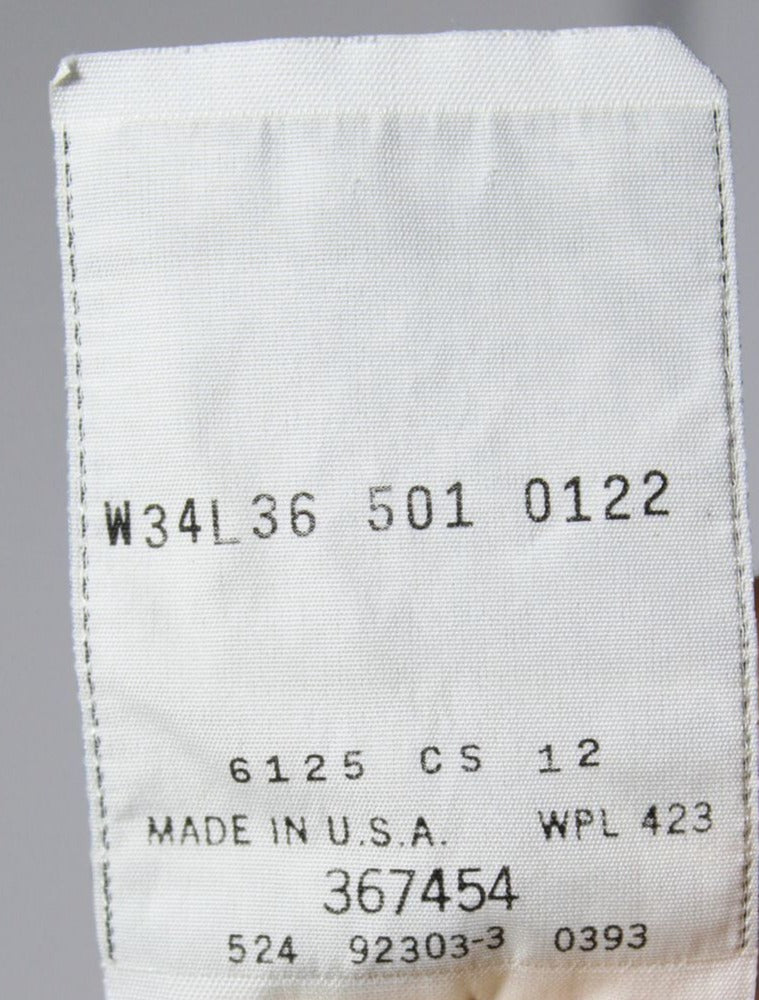 W34L36 501 0122
6125 CS 12
MADE IN U.S.A. WPL 423
367454
524 92303-3 0393